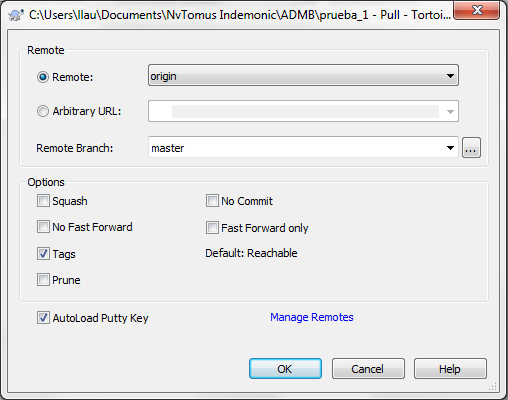 C:\Users\llau\Documents\NvTomus Indemonic\ADMB\prueba_1 - Pull - Tortoi...
Remote
Remote:
origin
Arbitrary URL:
Remote Branch:
master
...
Options
Squash
No Commit
No Fast Forward
Fast Forward only
Tags
Default: Reachable
Prune
AutoLoad Putty Key
Manage Remotes
OK
Cancel
Help